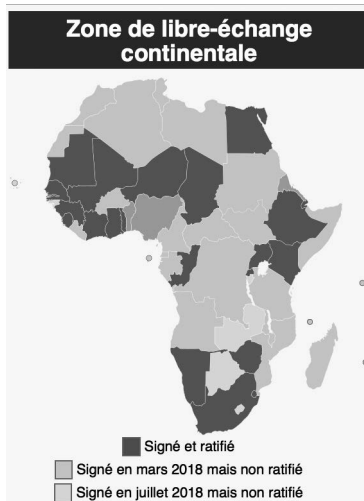 Zone de libre-échange
continentale
Signé et ratifié
Signé en mars 2018 mais non ratifié
Signé en juillet 2018 mais non ratifié